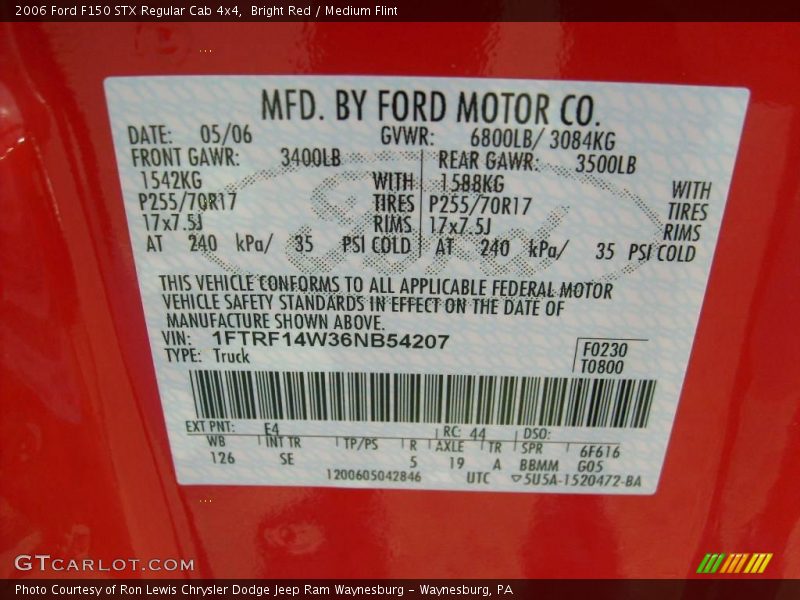 2006 Ford F150 STX Regular Cab 4x4,  Bright Red / Medium Flint
MFD. BY FORD MOTOR CO.
DATE: 05/06 GVWR: 6800LB/ 3084KG
FRONT GAWR: 3400LB REAR GAWR: 3500LB
1542KG WITH 1588KG WITH
P255/70R17 TIRES P255/70R17 TIRES
17x7.5J RIMS 17x7.5J RIMS
AT 240 kPa/ 35 PSI COLD AT 240 kPa/ 35 PSI COLD
Ford
THIS VEHICLE CONFORMS TO ALL APPLICABLE FEDERAL MOTOR
VEHICLE SAFETY STANDARDS IN EFFECT ON THE DATE OF
MANUFACTURE SHOWN ABOVE.
VIN: 1FTRF14W36NB54207
TYPE: Truck
F0230
T0800
EXT PNT: E4 RC: 44 DSO:
WB INT TR TP/PS R AXLE TR SPR 6F616
126 SE 5 19 A BBMM G05
1200605042846 UTC ▽5U5A-1520472-BA
GTCARLOT.COM
Photo Courtesy of Ron Lewis Chrysler Dodge Jeep Ram Waynesburg – Waynesburg, PA